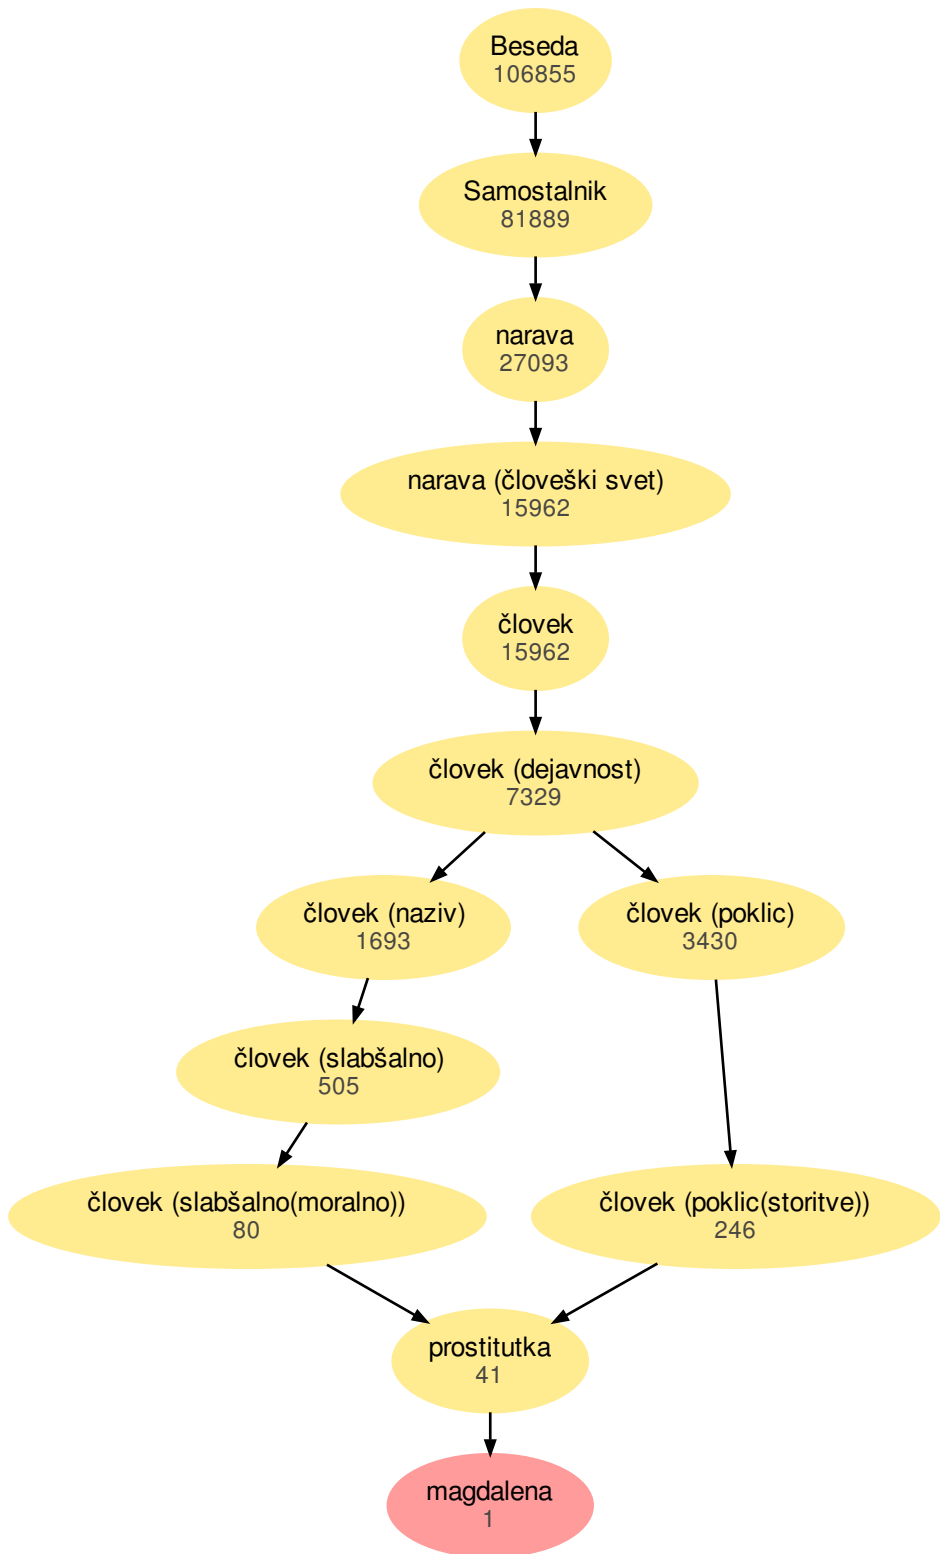 Beseda
106855
Samostalnik
81889
narava
27093
narava (človeški svet)
15962
človek
15962
človek (dejavnost)
7329
človek (naziv)
1693
človek (poklic)
3430
človek (slabšalno)
505
človek (slabšalno(moralno))
80
človek (poklic(storitve))
246
prostitutka
41
magdalena
1